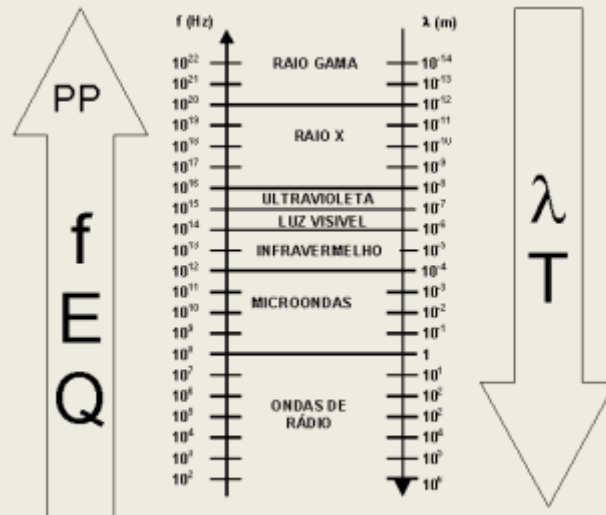 f (Hz) λ (m)
10²² RAIO GAMA 10⁻¹⁴
10²¹ 10⁻¹³
PP
10²⁰ 10⁻¹²
10¹⁹ 10⁻¹¹
RAIO X
10¹⁸ 10⁻¹⁰
10¹⁷ 10⁻⁹
10¹⁶ 10⁻⁸
ULTRAVIOLETA
10¹⁵ 10⁻⁷
LUZ VISIVEL
10¹⁴ 10⁻⁶
10¹³ INFRAVERMELHO 10⁻⁵
10¹² 10⁻⁴
10¹¹ 10⁻³
MICROONDAS
10¹⁰ 10⁻²
10⁹ 10⁻¹
10⁸ 1
10⁷ 10¹
10⁶ 10²
ONDAS DE
10⁵ 10²
RÁDIO
10⁴ 10⁴
10³ 10⁵
10² 10⁶
f
E
Q
λ
T